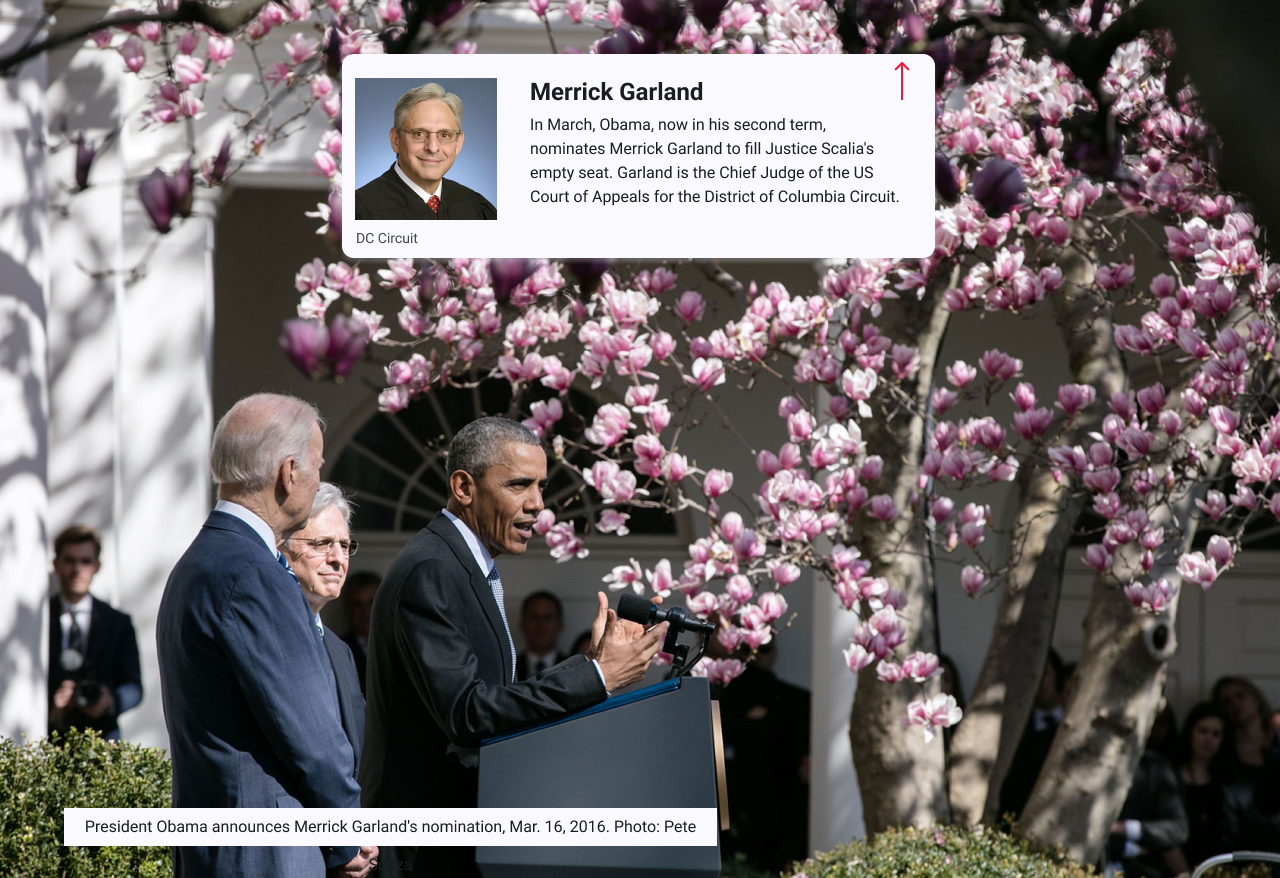 Merrick Garland
In March, Obama, now in his second term,
nominates Merrick Garland to fill Justice Scalia's
empty seat. Garland is the Chief Judge of the US
Court of Appeals for the District of Columbia Circuit.
DC Circuit
President Obama announces Merrick Garland's nomination, Mar. 16, 2016. Photo: Pete